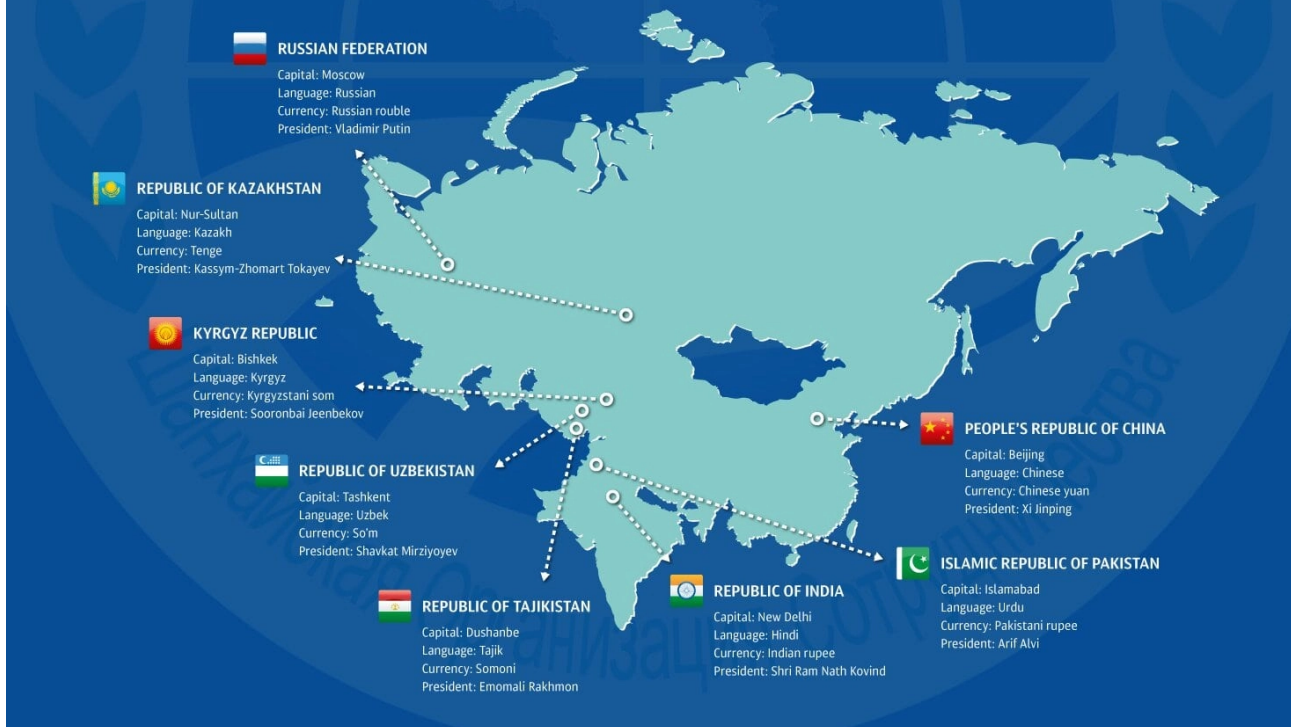 RUSSIAN FEDERATION
Capital: Moscow
Language: Russian
Currency: Russian rouble
President: Vladimir Putin
REPUBLIC OF KAZAKHSTAN
Capital: Nur-Sultan
Language: Kazakh
Currency: Tenge
President: Kassym-Zhomart Tokayev
KYRGYZ REPUBLIC
Capital: Bishkek
Language: Kyrgyz
Currency: Kyrgyzstani som
President: Sooronbai Jeenbekov
REPUBLIC OF UZBEKISTAN
Capital: Tashkent
Language: Uzbek
Currency: So'm
President: Shavkat Mirziyoyev
REPUBLIC OF TAJIKISTAN
Capital: Dushanbe
Language: Tajik
Currency: Somoni
President: Emomali Rakhmon
REPUBLIC OF INDIA
Capital: New Delhi
Language: Hindi
Currency: Indian rupee
President: Shri Ram Nath Kovind
ISLAMIC REPUBLIC OF PAKISTAN
Capital: Islamabad
Language: Urdu
Currency: Pakistani rupee
President: Arif Alvi
PEOPLE'S REPUBLIC OF CHINA
Capital: Beijing
Language: Chinese
Currency: Chinese yuan
President: Xi Jinping